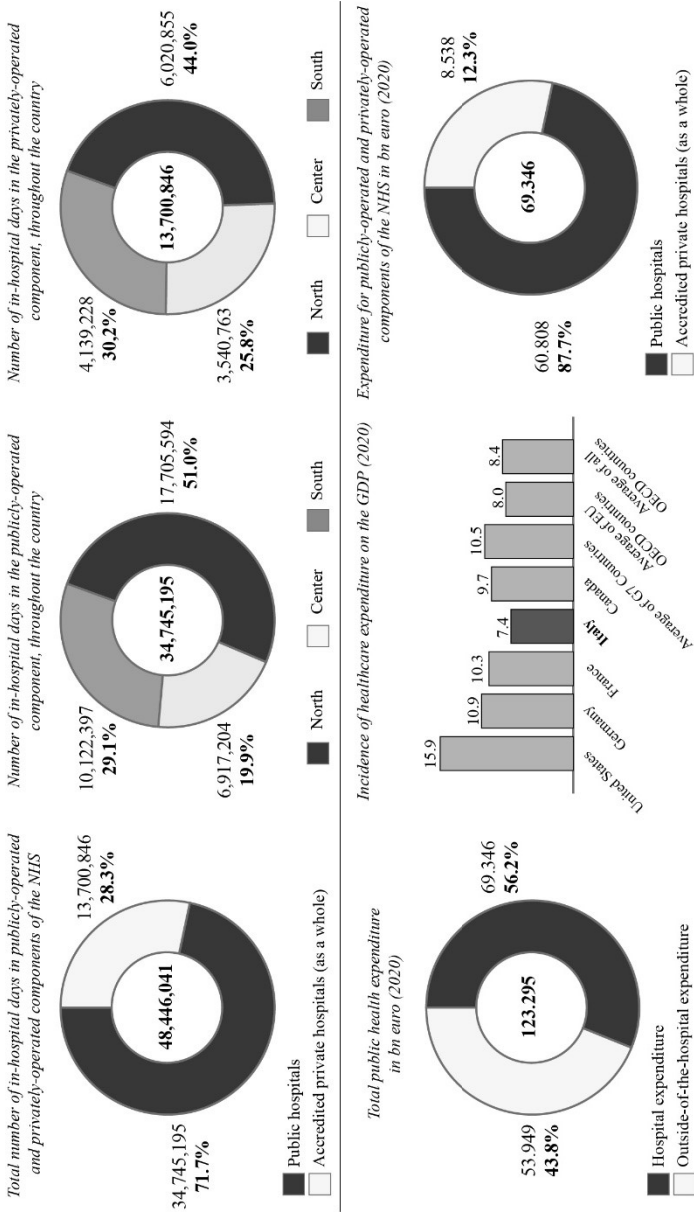 Total number of in-hospital days in publicly-operated
and privately-operated components of the NHS
13,700,846
28.3%
48,446,041
34,745,195
71.7%
Public hospitals
Accredited private hospitals (as a whole)
Number of in-hospital days in the publicly-operated
component, throughout the country
10,122,397
29.1%
17,705,594
51.0%
34,745,195
6,917,204
19.9%
North
Center
South
Number of in-hospital days in the privately-operated
component, throughout the country
4,139,228
30,2%
6,020,855
44.0%
13,700,846
3,540,763
25.8%
North
Center
South
Total public health expenditure
in bn euro (2020)
69.346
56.2%
123.295
53.949
43.8%
Hospital expenditure
Outside-of-the-hospital expenditure
Incidence of healthcare expenditure on the GDP (2020)
15.9
10.9
10.3
7.4
9.7
10.5
8.0
8.4
United States
Germany
France
Italy
Canada
Average of G7 Countries
Average of EU
OECD countries
Average of all
OECD countries
Expenditure for publicly-operated and privately-operated
components of the NHS in bn euro (2020)
8.538
12.3%
69.346
60.808
87.7%
Public hospitals
Accredited private hospitals (as a whole)